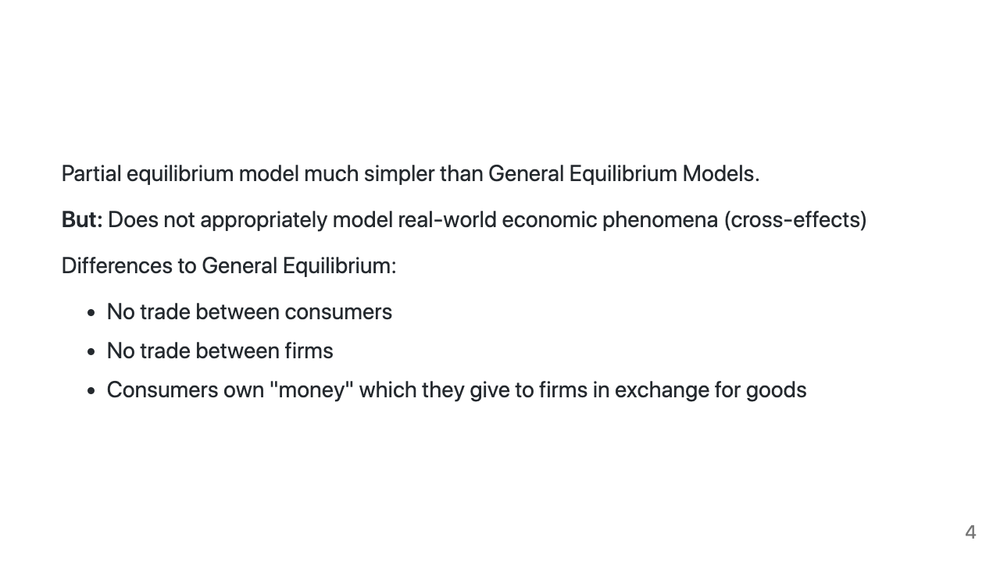 Partial equilibrium model much simpler than General Equilibrium Models.
But: Does not appropriately model real-world economic phenomena (cross-effects)
Differences to General Equilibrium:
• No trade between consumers
• No trade between firms
• Consumers own "money" which they give to firms in exchange for goods
4